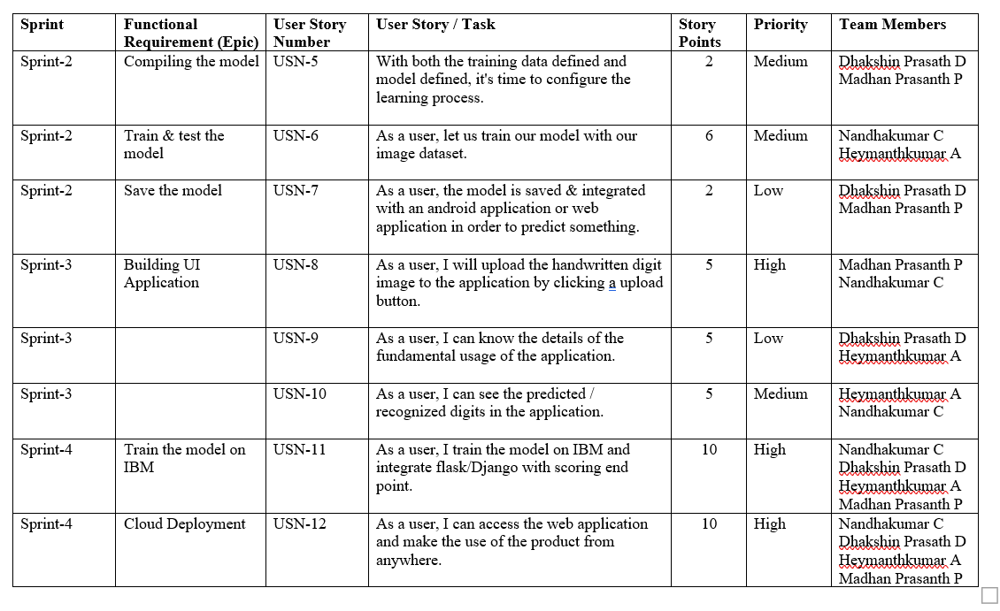 Sprint
Functional
Requirement (Epic)
User Story
Number
User Story / Task
Story
Points
Priority
Team Members
Sprint-2
Compiling the model
USN-5
With both the training data defined and
model defined, it's time to configure the
learning process.
2
Medium
Dhakshin Prasath D
Madhan Prasanth P
Sprint-2
Train & test the
model
USN-6
As a user, let us train our model with our
image dataset.
6
Medium
Nandhakumar C
Heymanthkumar A
Sprint-2
Save the model
USN-7
As a user, the model is saved & integrated
with an android application or web
application in order to predict something.
2
Low
Dhakshin Prasath D
Madhan Prasanth P
Sprint-3
Building UI
Application
USN-8
As a user, I will upload the handwritten digit
image to the application by clicking a upload
button.
5
High
Madhan Prasanth P
Nandhakumar C
Sprint-3
USN-9
As a user, I can know the details of the
fundamental usage of the application.
5
Low
Dhakshin Prasath D
Heymanthkumar A
Sprint-3
USN-10
As a user, I can see the predicted /
recognized digits in the application.
5
Medium
Heymanthkumar A
Nandhakumar C
Sprint-4
Train the model on
IBM
USN-11
As a user, I train the model on IBM and
integrate flask/Django with scoring end
point.
10
High
Nandhakumar C
Dhakshin Prasath D
Heymanthkumar A
Madhan Prasanth P
Sprint-4
Cloud Deployment
USN-12
As a user, I can access the web application
and make the use of the product from
anywhere.
10
High
Nandhakumar C
Dhakshin Prasath D
Heymanthkumar A
Madhan Prasanth P